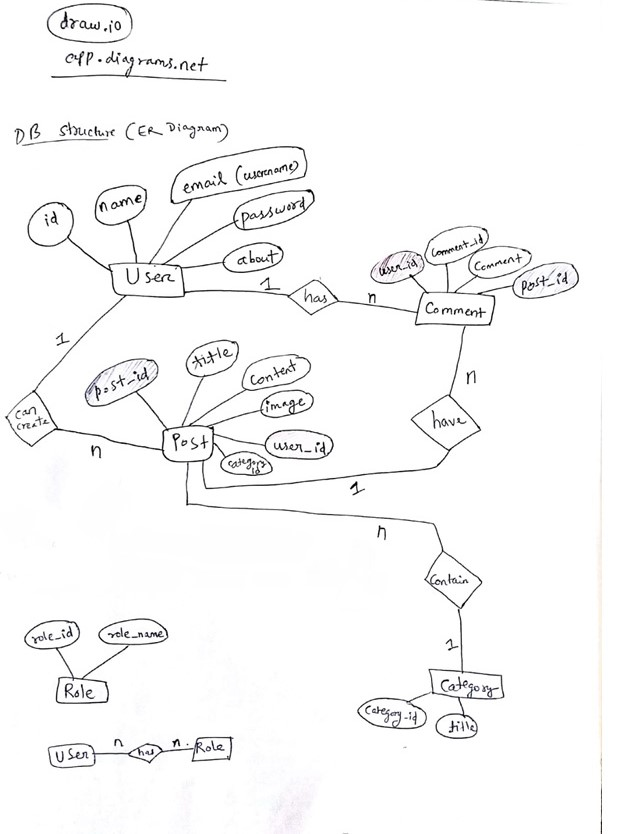 draw.io
app.diagrams.net
DB structure (ER Diagram)
id
name
email (username)
password
about
User
1
has
n
user_id
comment_id
Comment
post_id
Comment
1
can create
n
post_id
title
content
image
user_id
category
id
Post
n
have
1
n
Contain
1
Category
Category_id
title
role_id
role_name
Role
User
n
has
n
Role